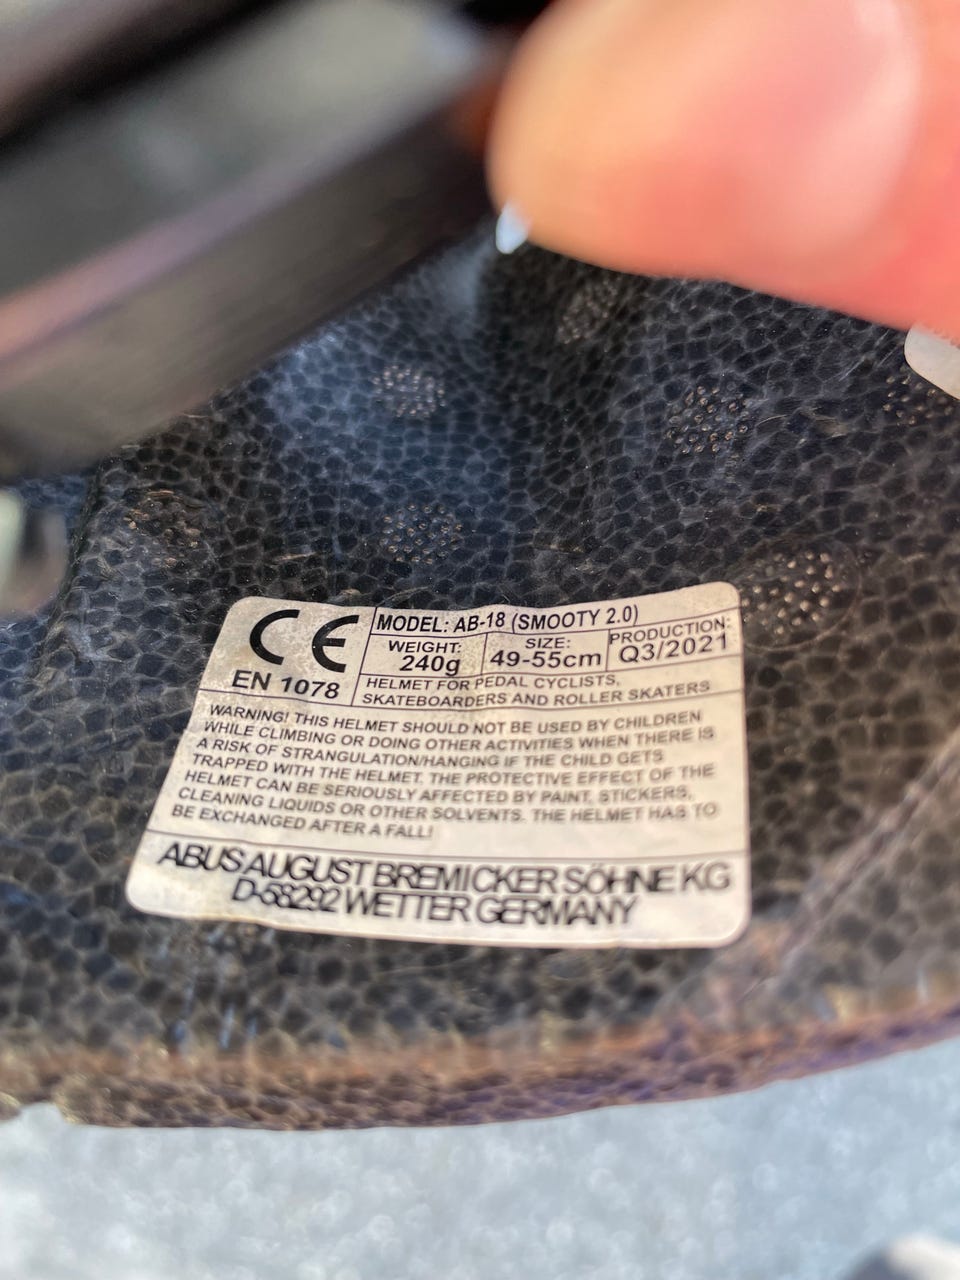 CE
EN 1078
MODEL: AB-18 (SMOOTY 2.0)
WEIGHT: 240g
SIZE: 49-55cm
PRODUCTION: Q3/2021
HELMET FOR PEDAL CYCLISTS,
SKATEBOARDERS AND ROLLER SKATERS
WARNING! THIS HELMET SHOULD NOT BE USED BY CHILDREN
WHILE CLIMBING OR DOING OTHER ACTIVITIES WHEN THERE IS
A RISK OF STRANGULATION/HANGING IF THE CHILD GETS
TRAPPED WITH THE HELMET. THE PROTECTIVE EFFECT OF THE
HELMET CAN BE SERIOUSLY AFFECTED BY PAINT, STICKERS,
CLEANING LIQUIDS OR OTHER SOLVENTS. THE HELMET HAS TO
BE EXCHANGED AFTER A FALL!
ABUS AUGUST BREMICKER SÖHNE KG
D-58292 WETTER GERMANY